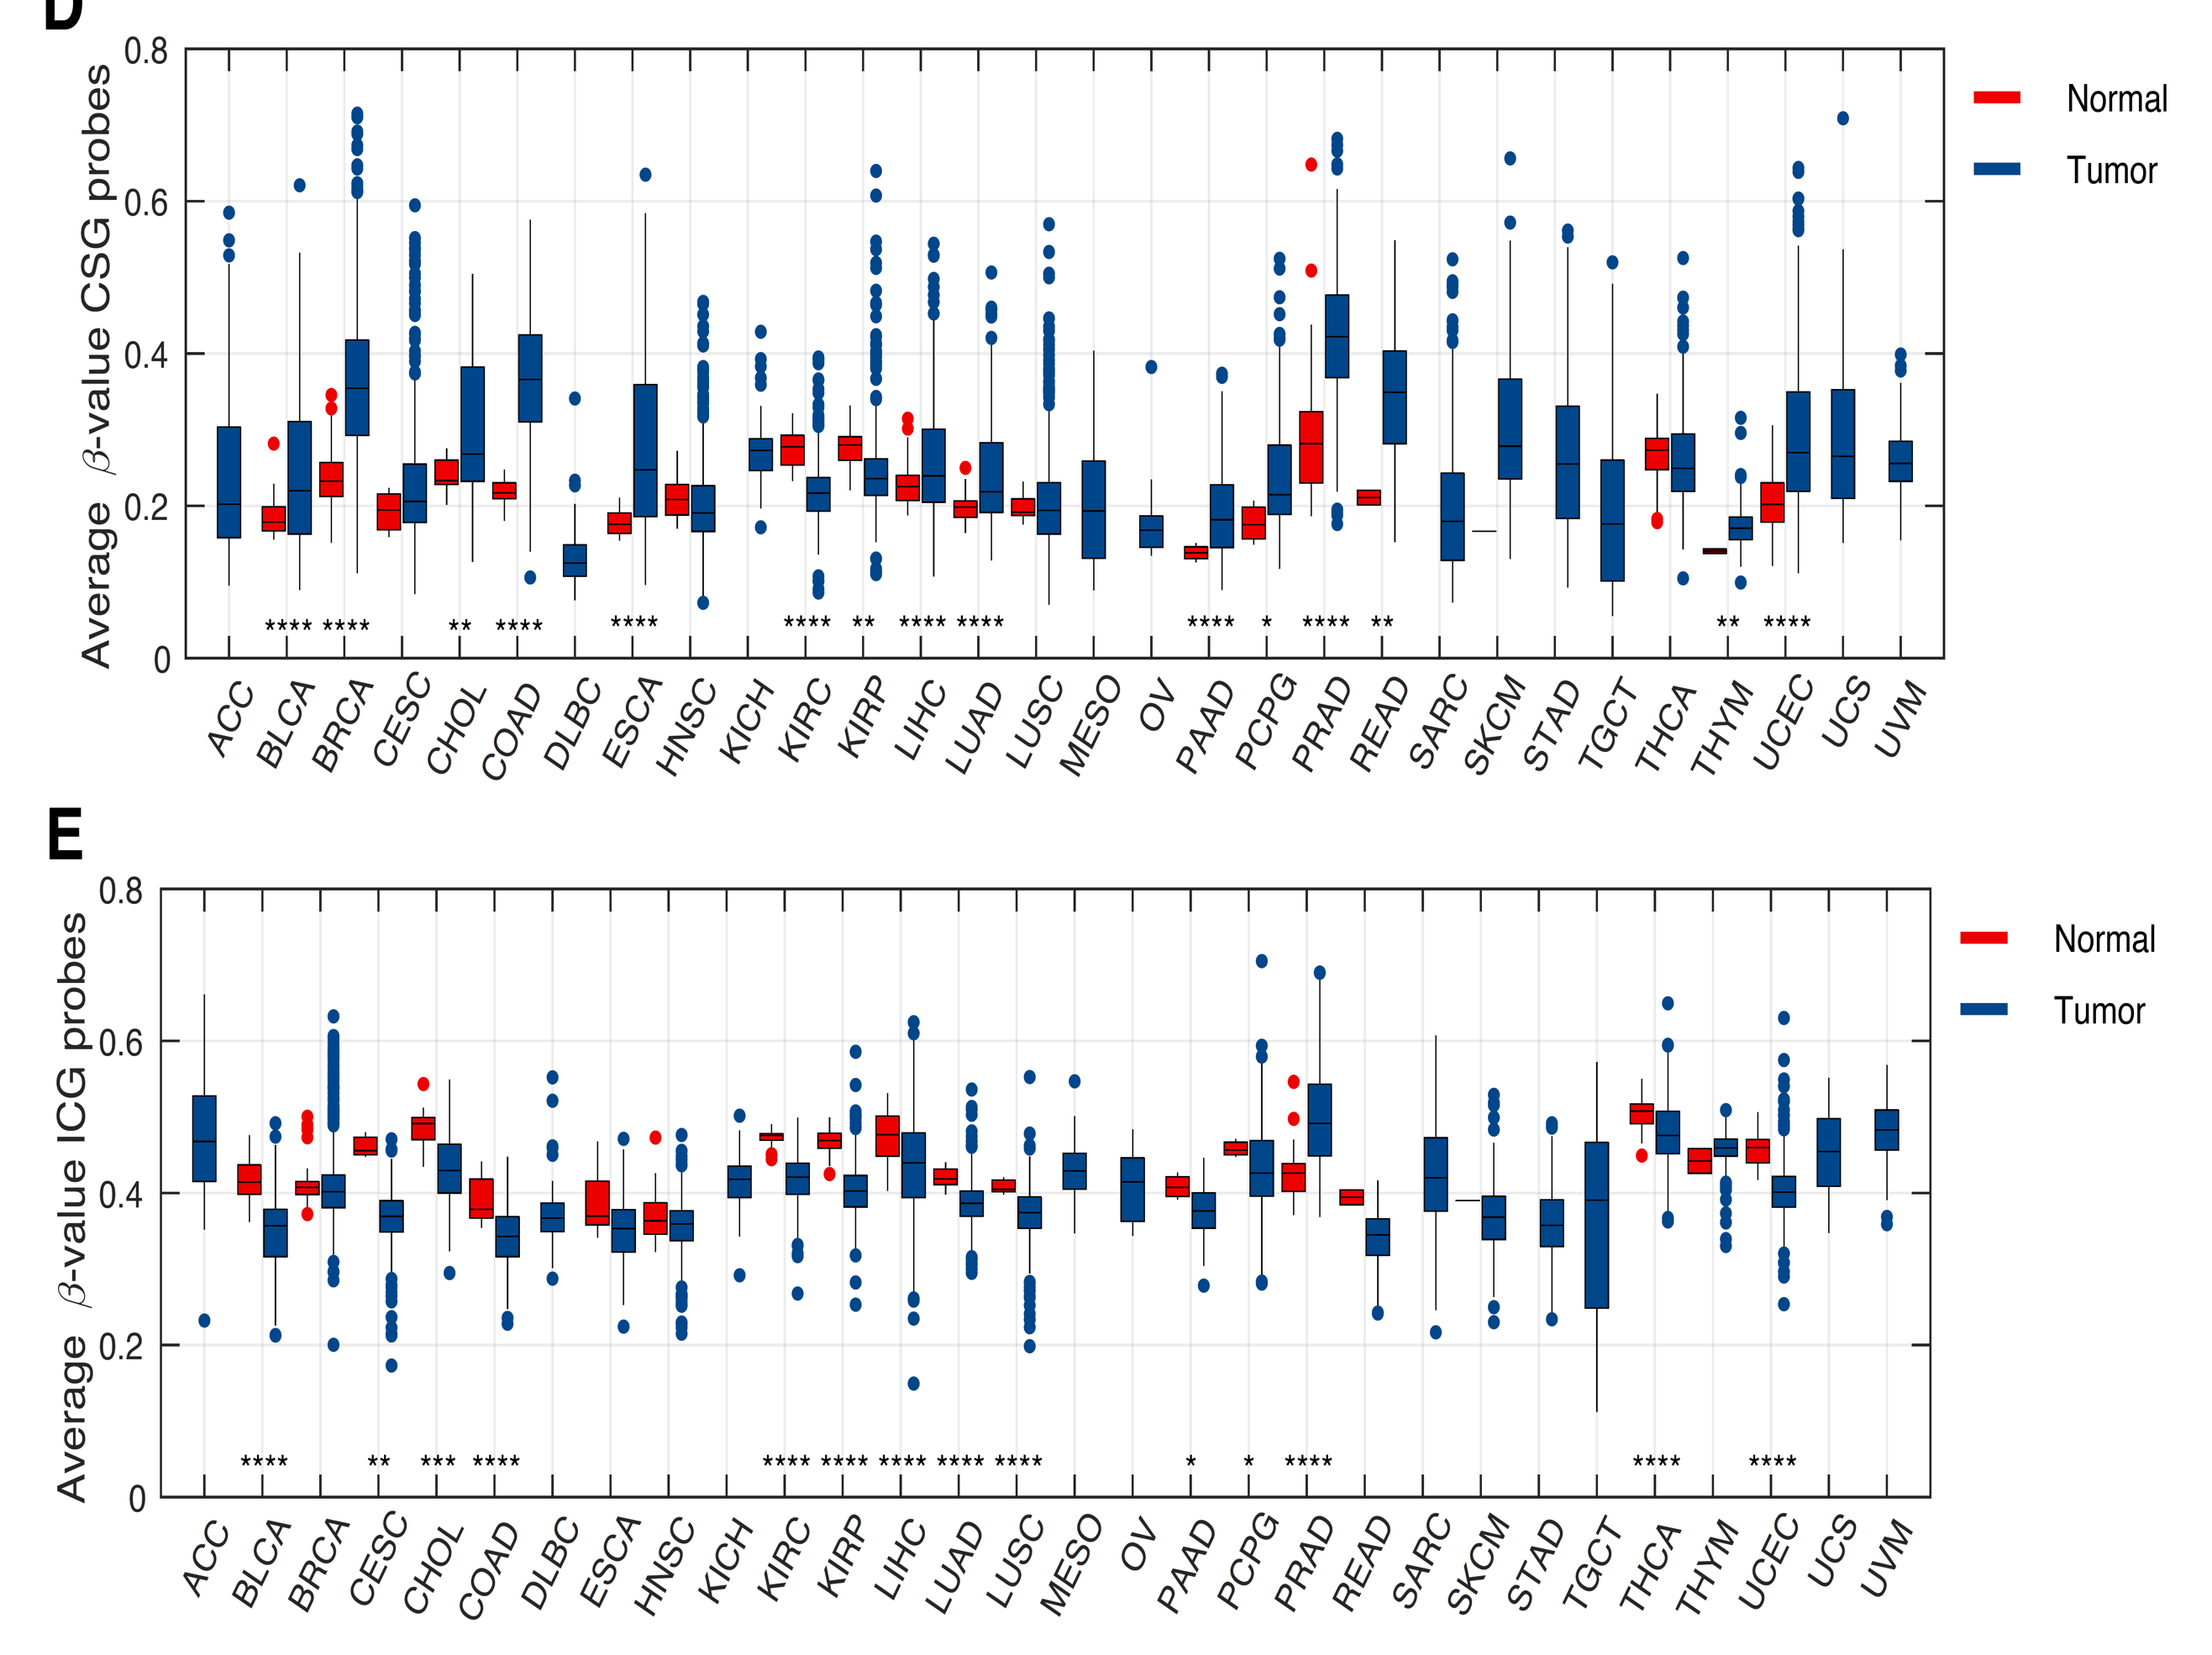 D
Average β-value CSG probes
0.8
0.6
0.4
0.2
0
Normal
Tumor
**** **** ** **** **** **** ** **** **** **** * **** ** ** ****
ACC BLCA BRCA CESC CHOL COAD DLBC ESCA HNSC KICH KIRC KIRP LIHC LUAD LUSC MESO OV PAAD PCPG PRAD READ SARC SKCM STAD TGCT THCA THYM UCEC UCS UVM
E
Average β-value ICG probes
0.8
0.6
0.4
0.2
0
Normal
Tumor
**** ** *** **** **** **** **** **** **** * * **** **** ****
ACC BLCA BRCA CESC CHOL COAD DLBC ESCA HNSC KICH KIRC KIRP LIHC LUAD LUSC MESO OV PAAD PCPG PRAD READ SARC SKCM STAD TGCT THCA THYM UCEC UCS UVM